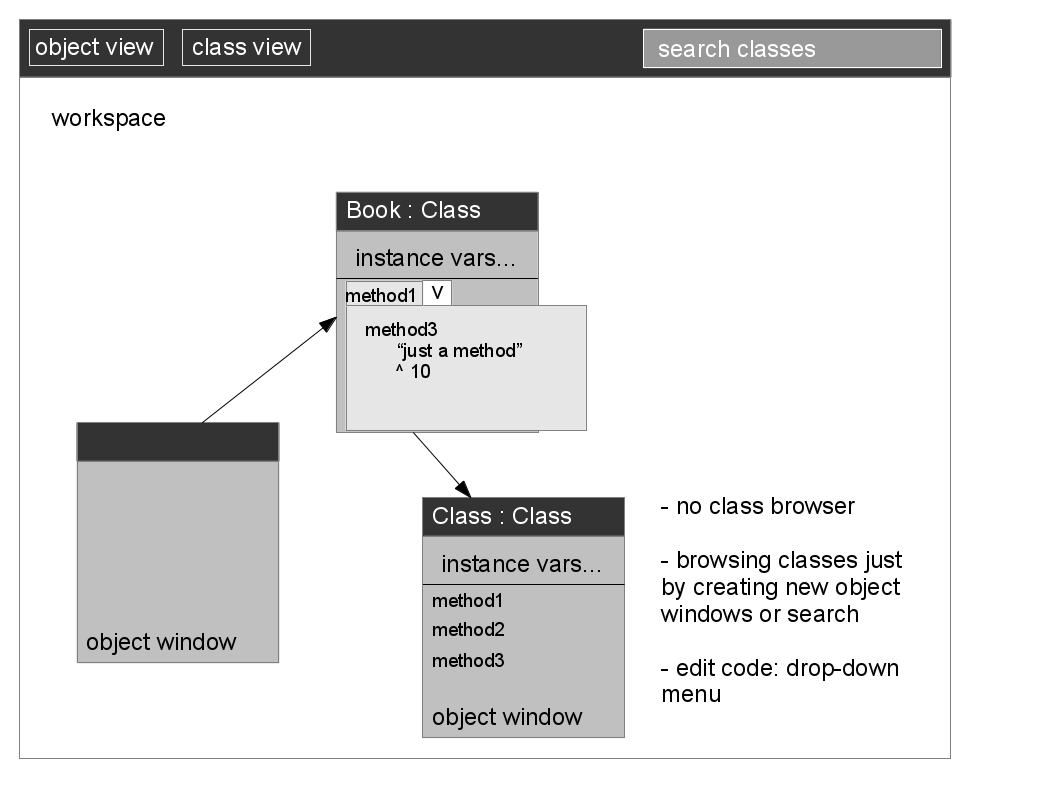 object view
class view
search classes
workspace
Book : Class
instance vars...
method1
V
method3
“just a method”
^ 10
object window
Class : Class
instance vars...
method1
method2
method3
object window
- no class browser
- browsing classes just
by creating new object
windows or search
- edit code: drop-down
menu